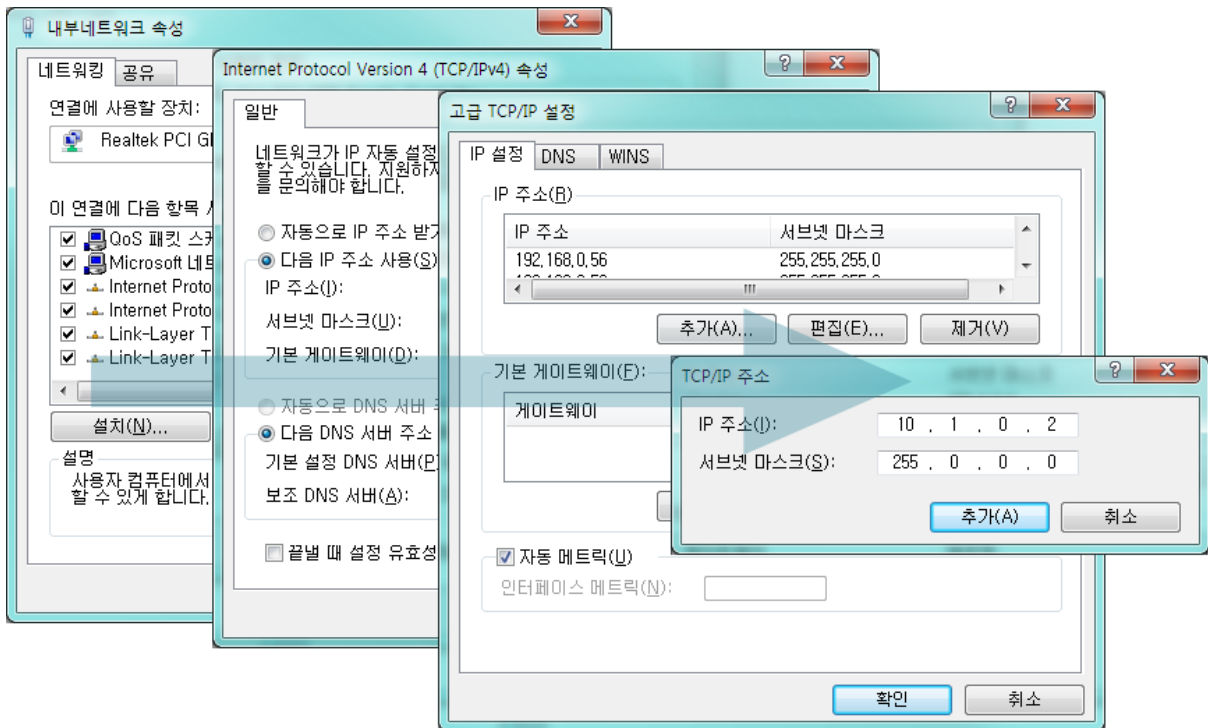 내부네트워크 속성
네트워킹
공유
연결에 사용할 장치:
Realtek PCI
이 연결에 다음 항목
QoS 패킷
Microsoft
Internet Proto
Internet Proto
Link-Layer T
Link-Layer T
설치(N)...
설명
사용자 컴퓨터에서
할 수 있게 합니다.
Internet Protocol Version 4 (TCP/IPv4) 속성
일반
네트워크가 IP 자동 설정
할 수 있습니다. 지원하지
를 문의해야 합니다.
자동으로 IP 주소 받기
다음 IP 주소 사용(S)
IP 주소(I):
서브넷 마스크(U):
기본 게이트웨이(D):
자동으로 DNS 서버
다음 DNS 서버 주소
기본 설정 DNS 서버(P)
보조 DNS 서버(A):
끝낼 때 설정 유효성
고급 TCP/IP 설정
IP 설정
DNS
WINS
IP 주소(R)
IP 주소 서브넷 마스크
192.168.0.56 255.255.255.0
추가(A)... 편집(E)... 제거(V)
기본 게이트웨이(F):
게이트웨이
자동 메트릭(U)
인터페이스 메트릭(N):
확인 취소
TCP/IP 주소
IP 주소(I): 10 . 1 . 0 . 2
서브넷 마스크(S): 255 . 0 . 0 . 0
추가(A) 취소